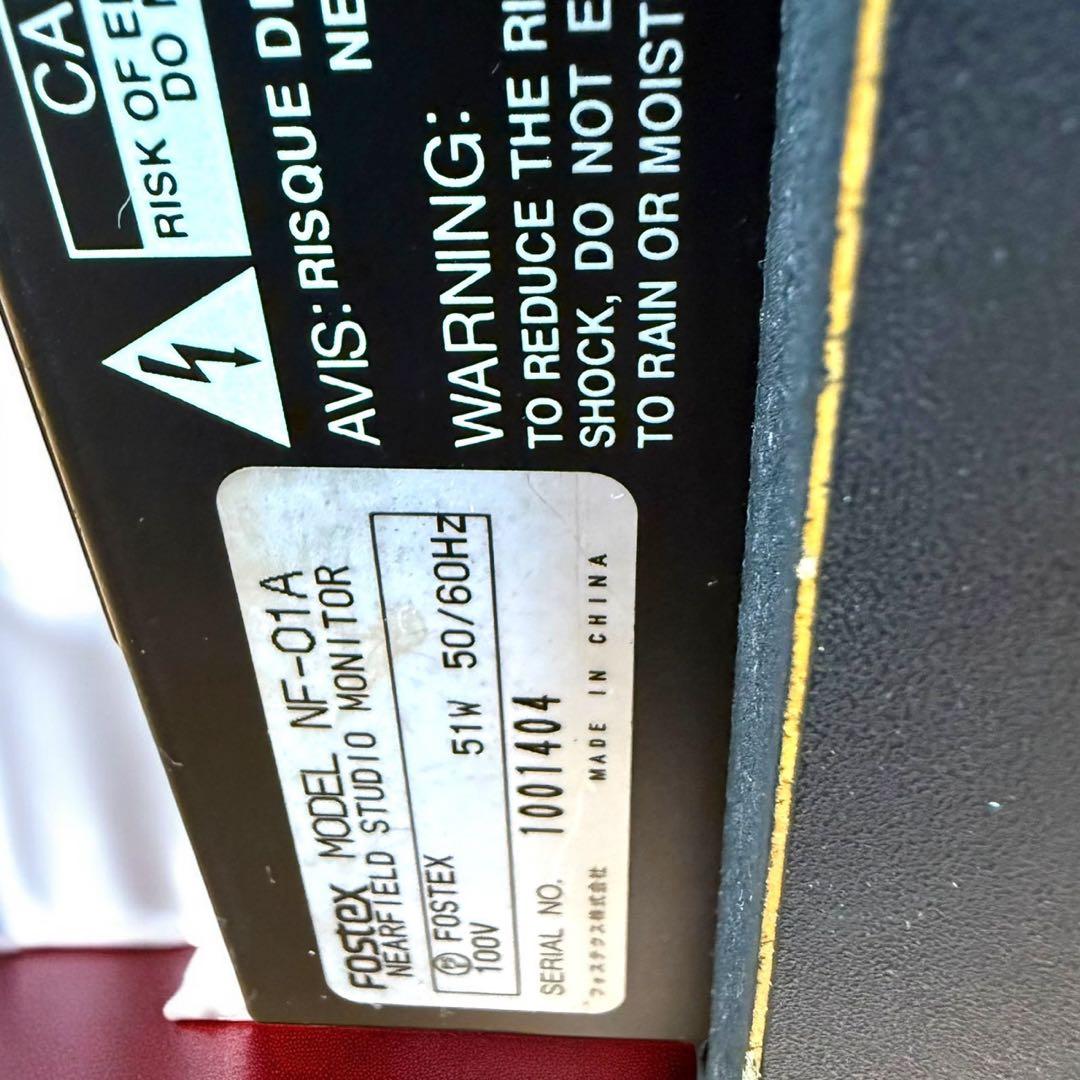 CA
RISK OF E
DO
AVIS: RISQUE D
NE
WARNING:
TO REDUCE THE RI
SHOCK, DO NOT E
TO RAIN OR MOIST
FOSTEX MODEL NF-01A
NEARFIELD STUDIO MONITOR
FOSTEX
100V 51W 50/60Hz
SERIAL NO. 1001404
フォステクス株式会社 MADE IN CHINA